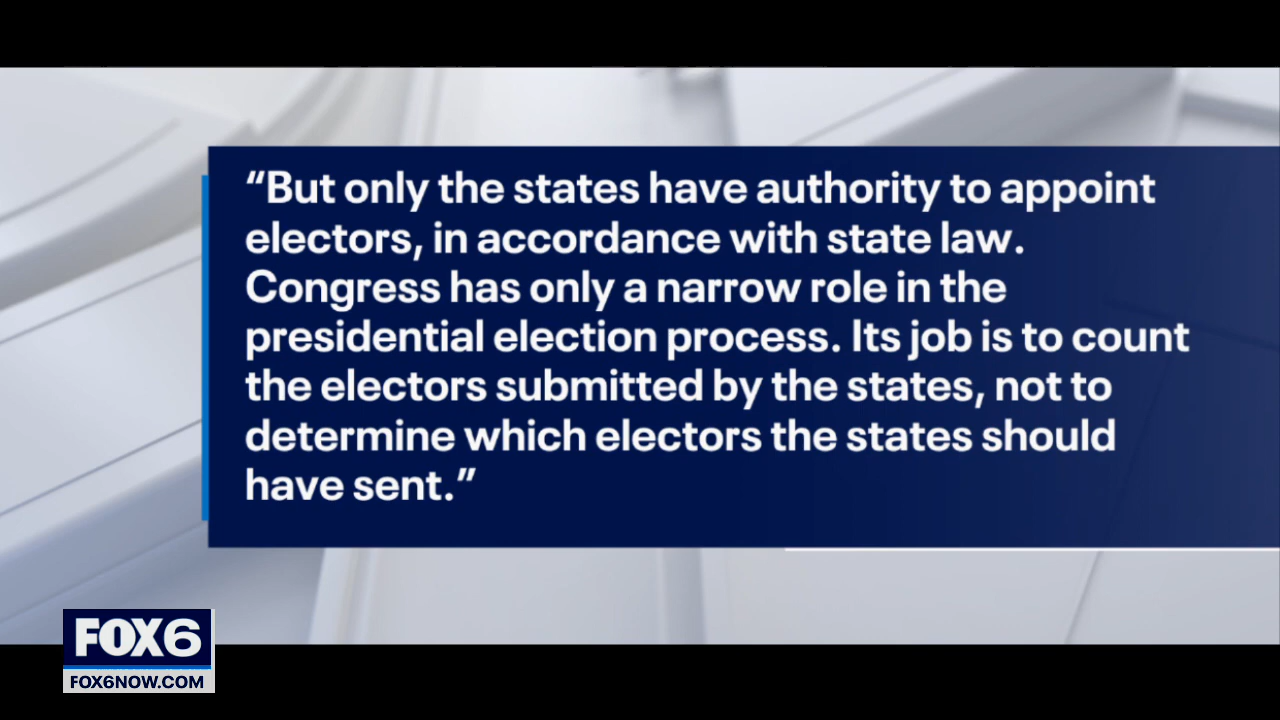 “But only the states have authority to appoint
electors, in accordance with state law.
Congress has only a narrow role in the
presidential election process. Its job is to count
the electors submitted by the states, not to
determine which electors the states should
have sent.”
FOX6
FOX6NOW.COM